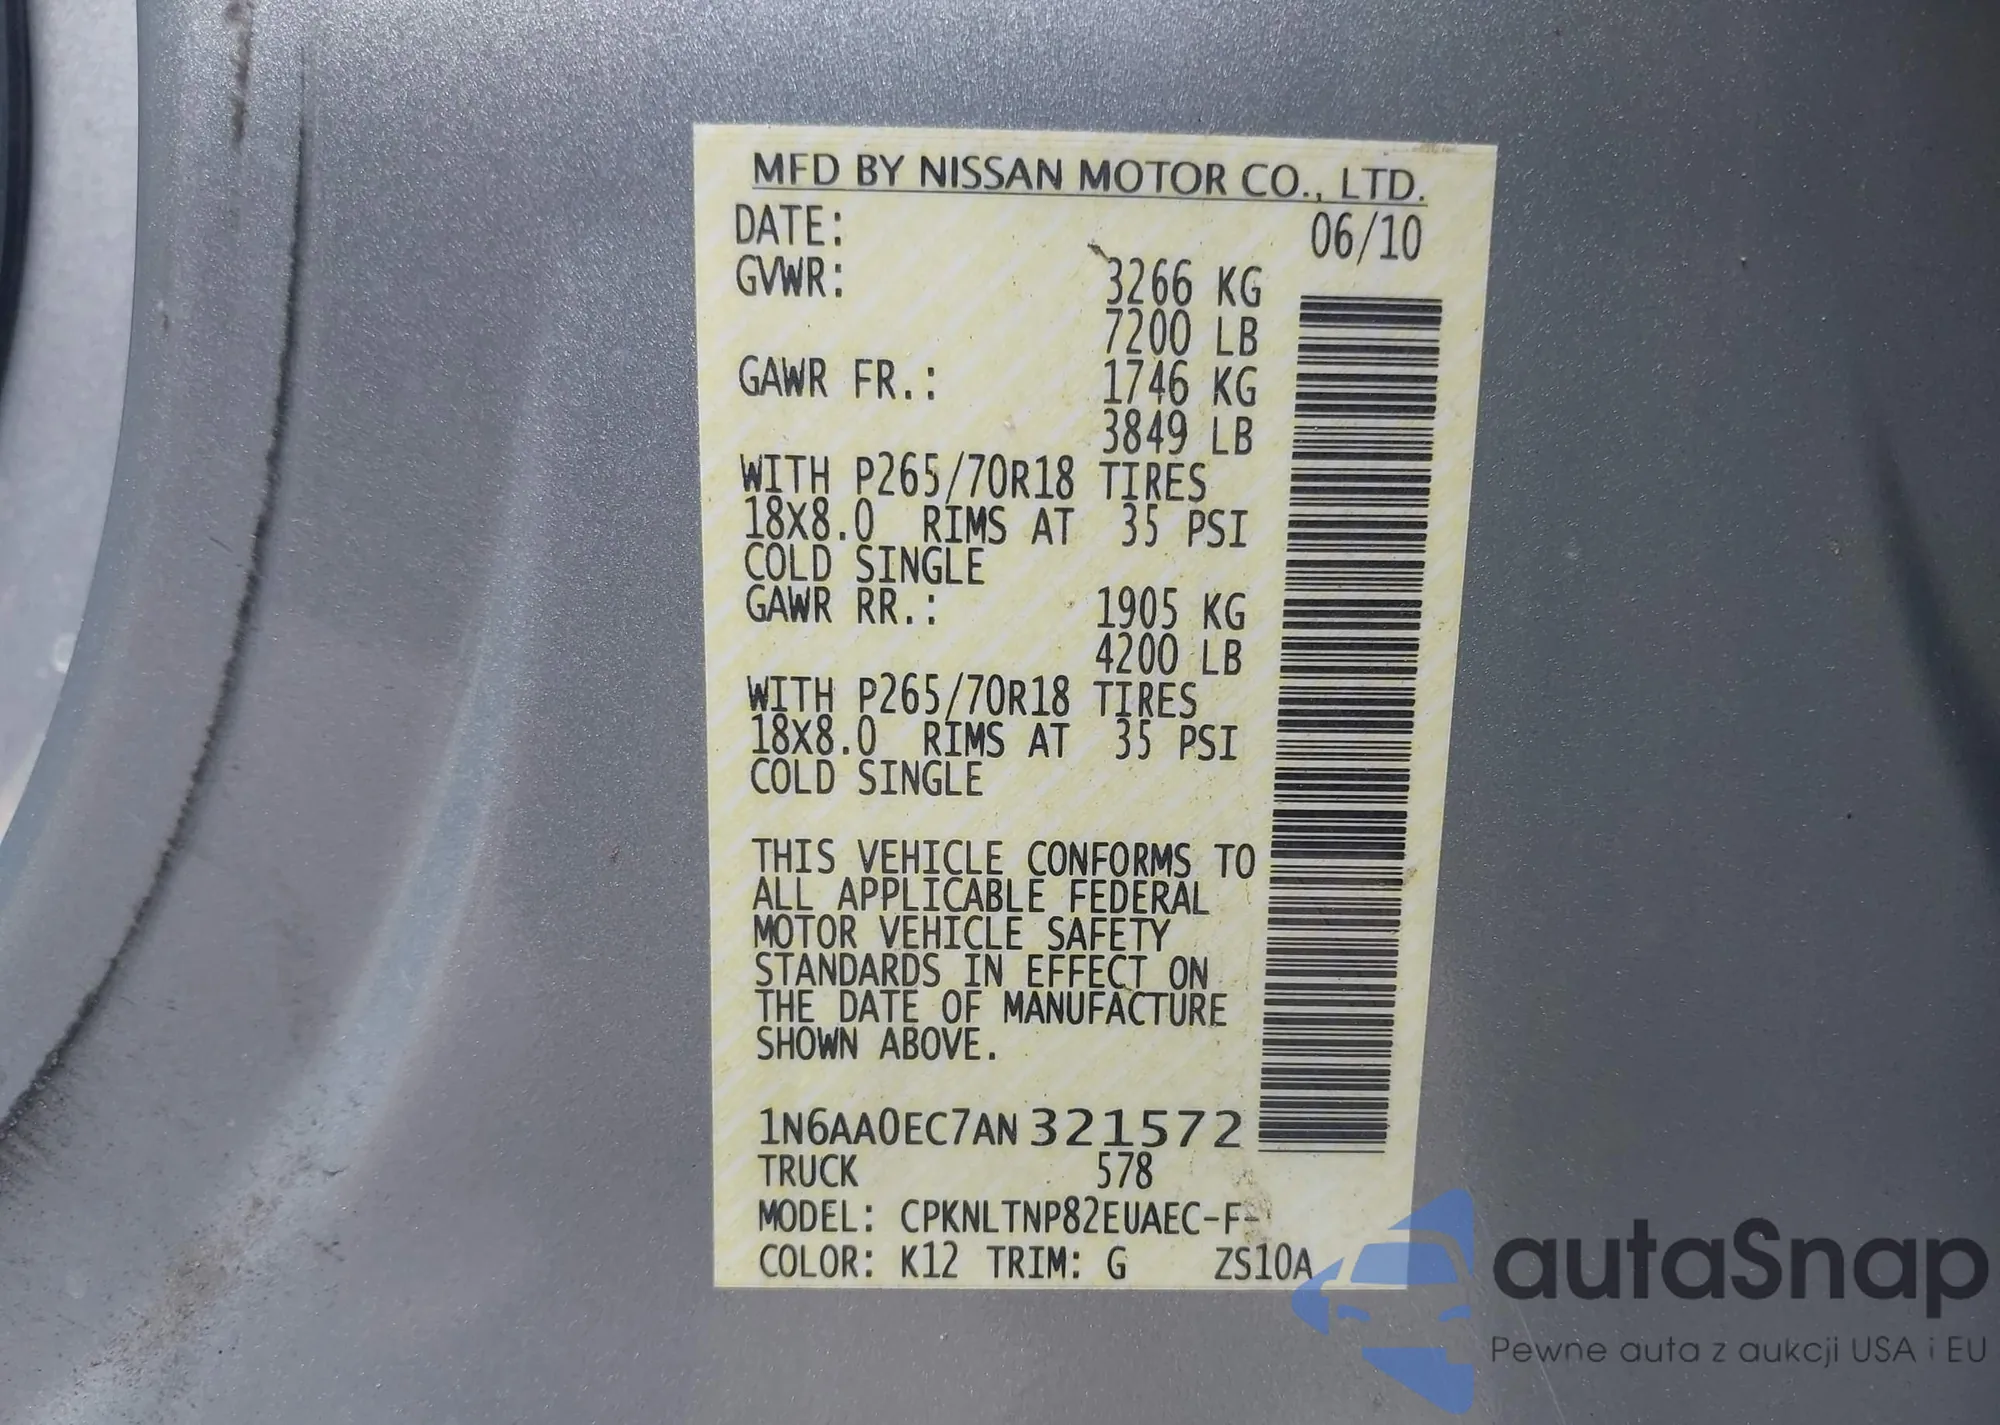 MFD BY NISSAN MOTOR CO., LTD.
DATE: 06/10
GVWR: 3266 KG
7200 LB
GAWR FR.: 1746 KG
3849 LB
WITH P265/70R18 TIRES
18X8.0 RIMS AT 35 PSI
COLD SINGLE
GAWR RR.: 1905 KG
4200 LB
WITH P265/70R18 TIRES
18X8.0 RIMS AT 35 PSI
COLD SINGLE
THIS VEHICLE CONFORMS TO
ALL APPLICABLE FEDERAL
MOTOR VEHICLE SAFETY
STANDARDS IN EFFECT ON
THE DATE OF MANUFACTURE
SHOWN ABOVE.
1N6AA0EC7AN321572
TRUCK 578
MODEL: CPKNLTNP82EUAEC-F-
COLOR: K12 TRIM: G ZS10A
autaSnap
Pewne auta z aukcji USA i EU